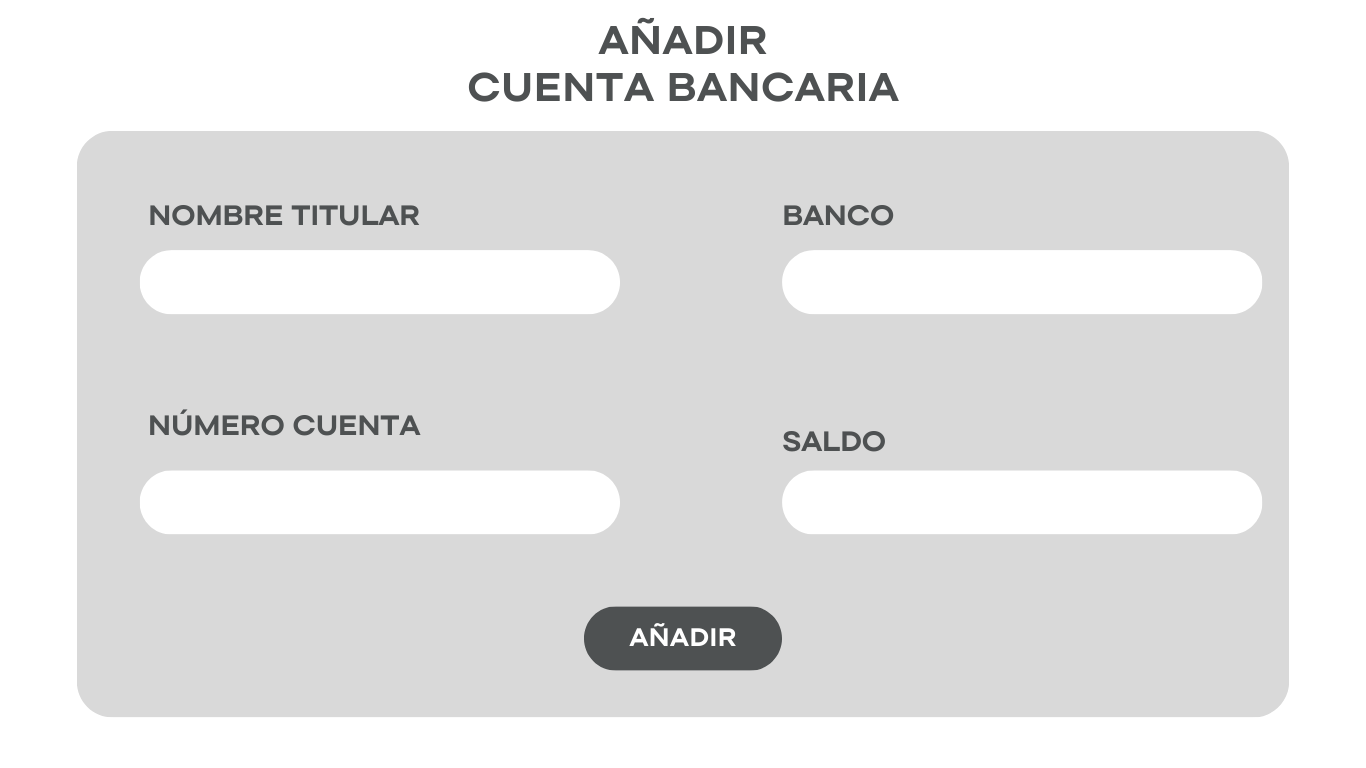 AÑADIR
CUENTA BANCARIA
NOMBRE TITULAR
BANCO
NÚMERO CUENTA
SALDO
AÑADIR